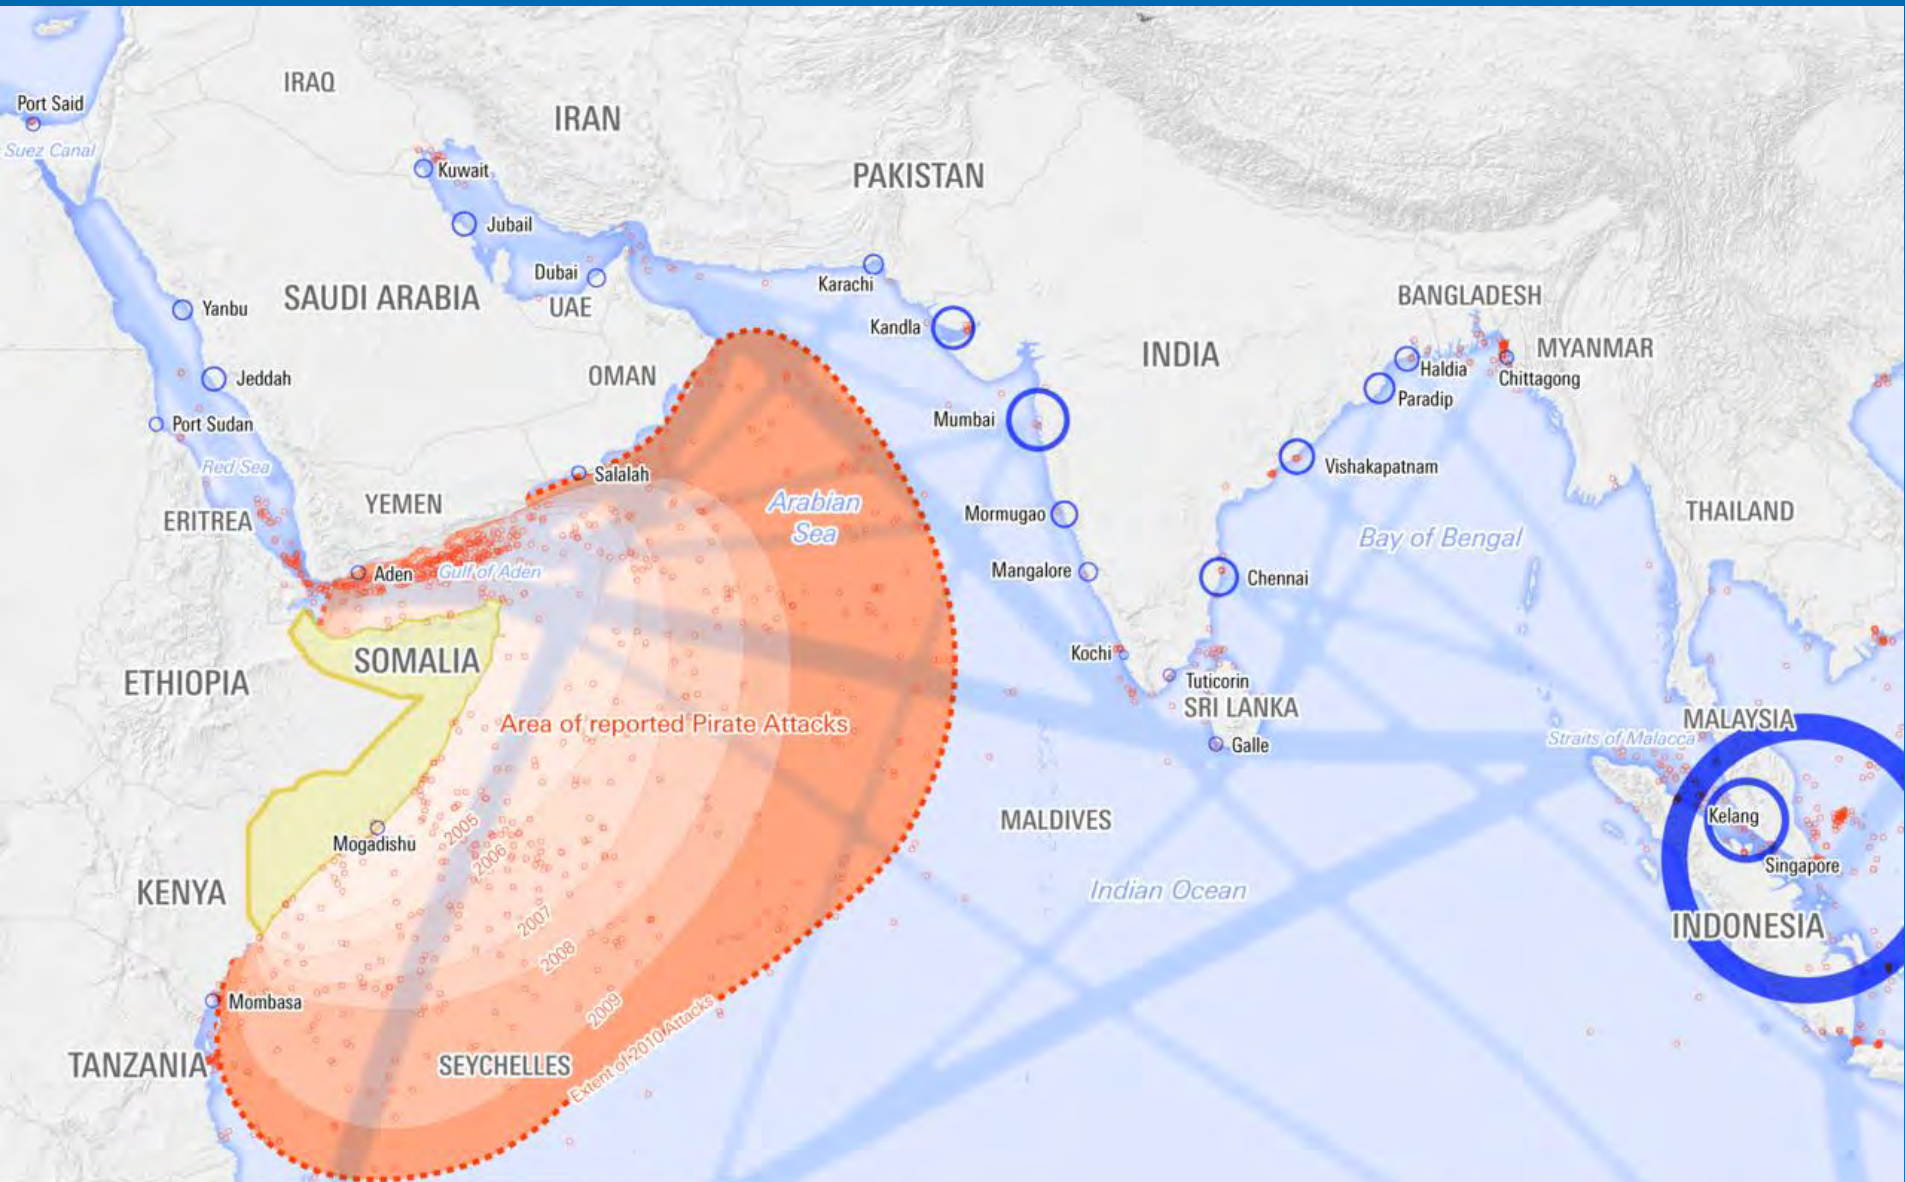 IRAQ
Port Said
IRAN
Suez Canal
Kuwait
PAKISTAN
Jubail
Dubai
Karachi
SAUDI ARABIA
Yanbu
UAE
BANGLADESH
Kandla
INDIA
MYANMAR
Haldia
Chittagong
OMAN
Jeddah
Paradip
Port Sudan
Mumbai
Red Sea
Salalah
Vishakapatnam
YEMEN
Arabian
Sea
Mormugao
THAILAND
ERITREA
Bay of Bengal
Aden
Gulf of Aden
Mangalore
Chennai
SOMALIA
Kochi
ETHIOPIA
Tuticorin
SRI LANKA
Area of reported Pirate Attacks
MALAYSIA
Straits of Malacca
Galle
MALDIVES
Kelang
2005
Mogadishu
2006
Singapore
KENYA
Indian Ocean
2007
INDONESIA
2008
Mombasa
2009
Extent of 2010 Attacks
TANZANIA
SEYCHELLES